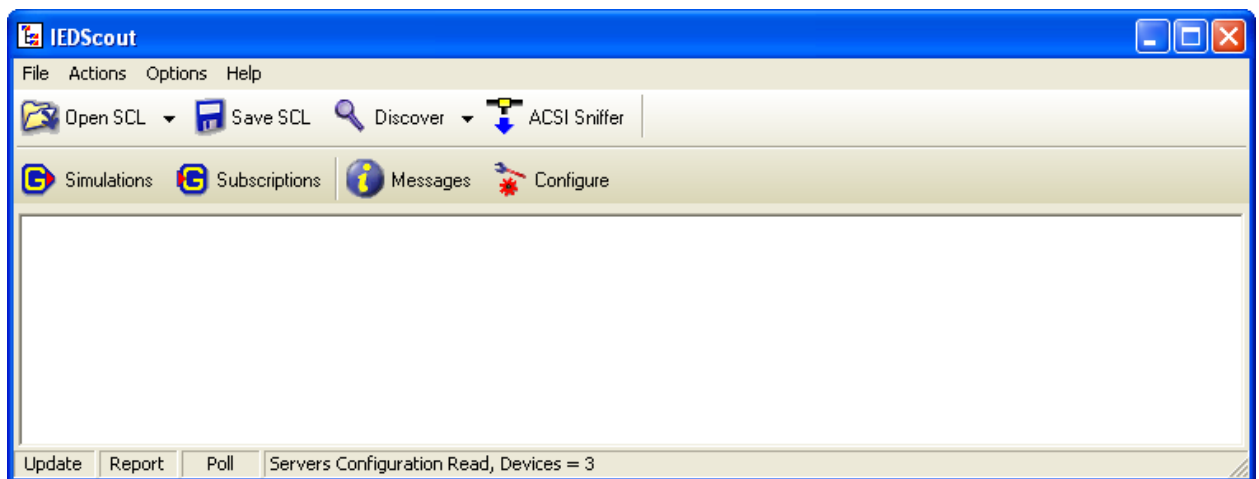 IEDScout
File Actions Options Help
Open SCL Save SCL Discover ACSI Sniffer
Simulations Subscriptions Messages Configure
Update Report Poll Servers Configuration Read, Devices = 3